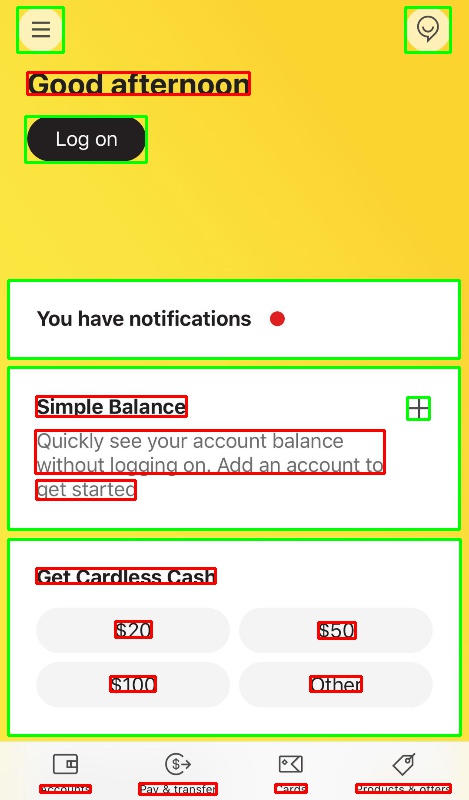 Good afternoon
Log on
You have notifications
Simple Balance
Quickly see your account balance
without logging on. Add an account to
get started
Get Cardless Cash
$20 $50
$100 Other
Accounts Pay & transfer Cards Products & offers